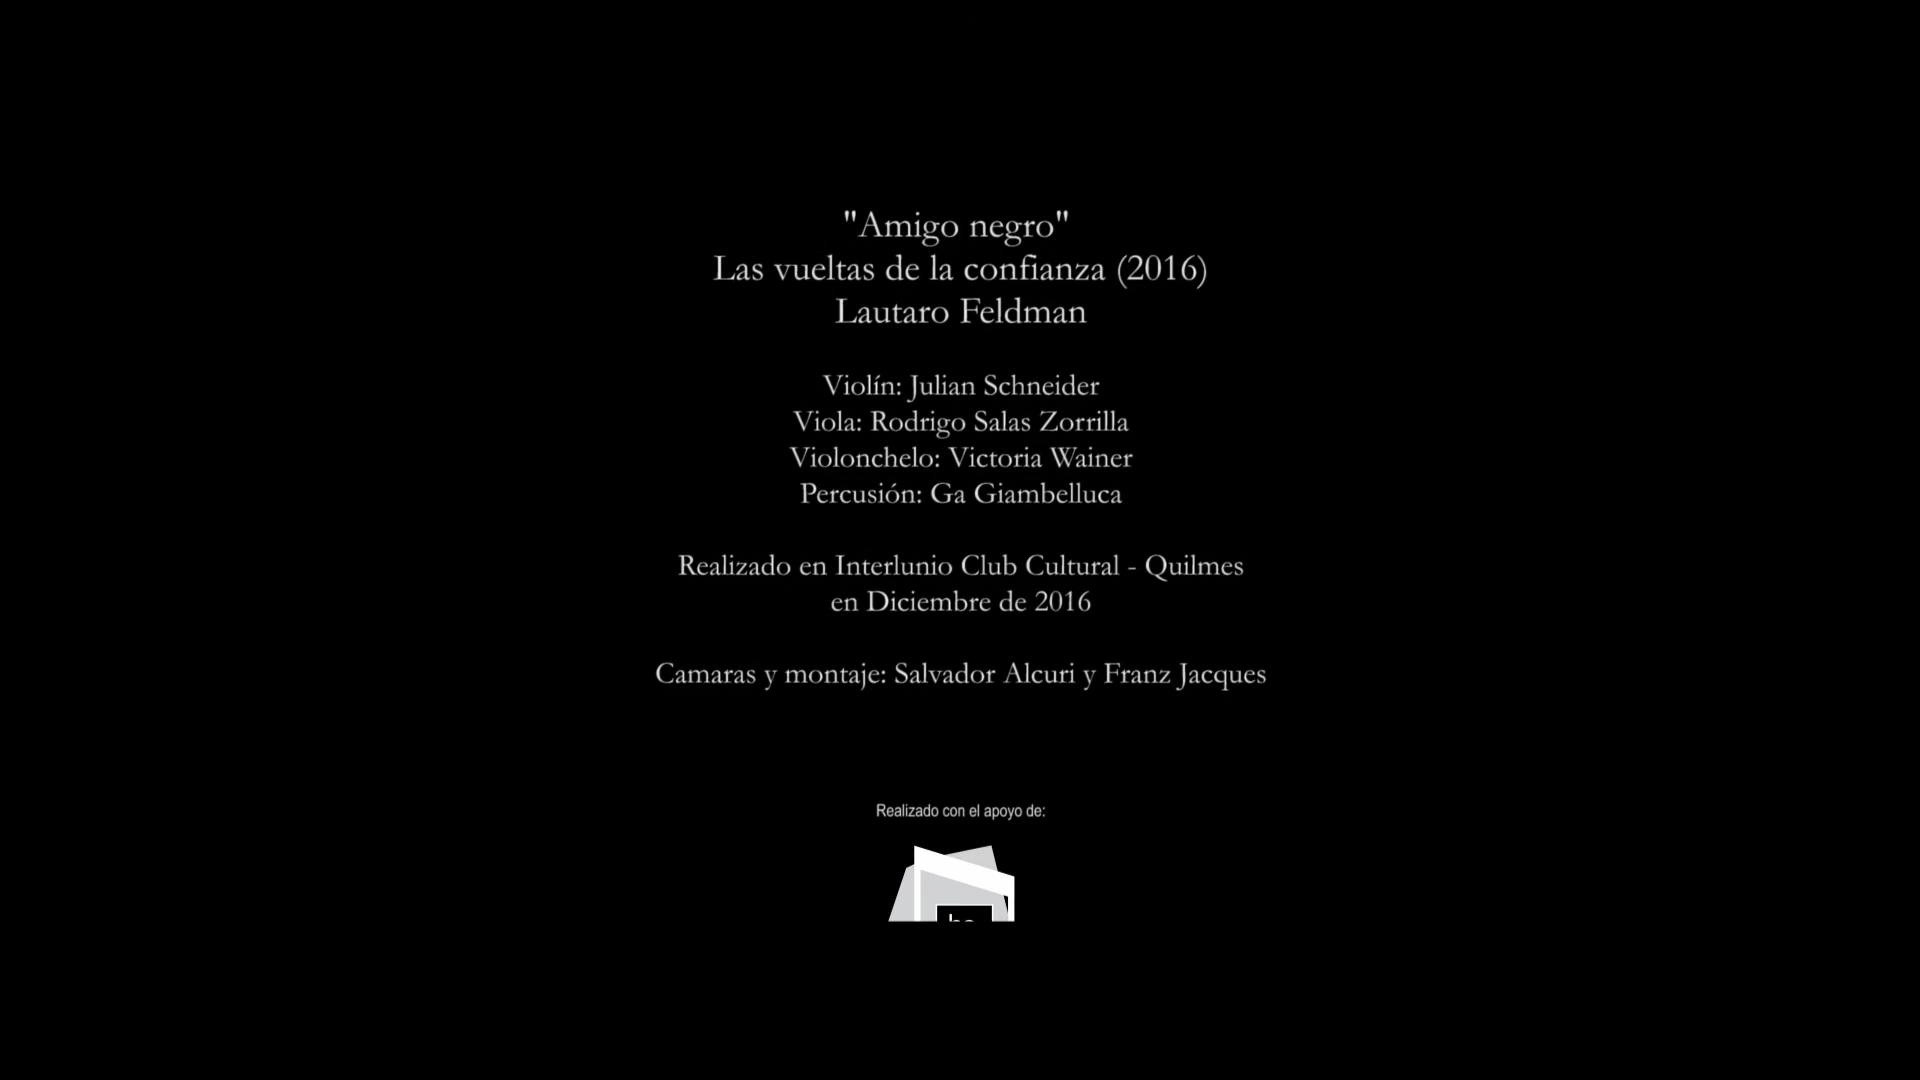 "Amigo negro"
Las vueltas de la confianza (2016)
Lautaro Feldman
Violín: Julian Schneider
Viola: Rodrigo Salas Zorrilla
Violonchelo: Victoria Wainer
Percusión: Ga Giambelluca
Realizado en Interlunio Club Cultural - Quilmes
en Diciembre de 2016
Camaras y montaje: Salvador Alcuri y Franz Jacques
Realizado con el apoyo de: